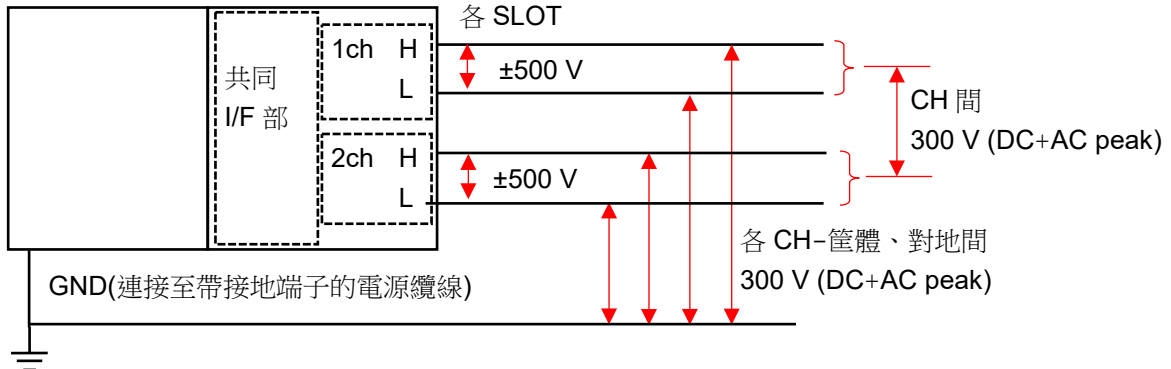 各 SLOT
1ch H
L
±500 V
共同
I/F 部
2ch H
L
±500 V
CH 間
300 V (DC+AC peak)
各 CH−筐體、對地間
300 V (DC+AC peak)
GND(連接至帶接地端子的電源纜線)